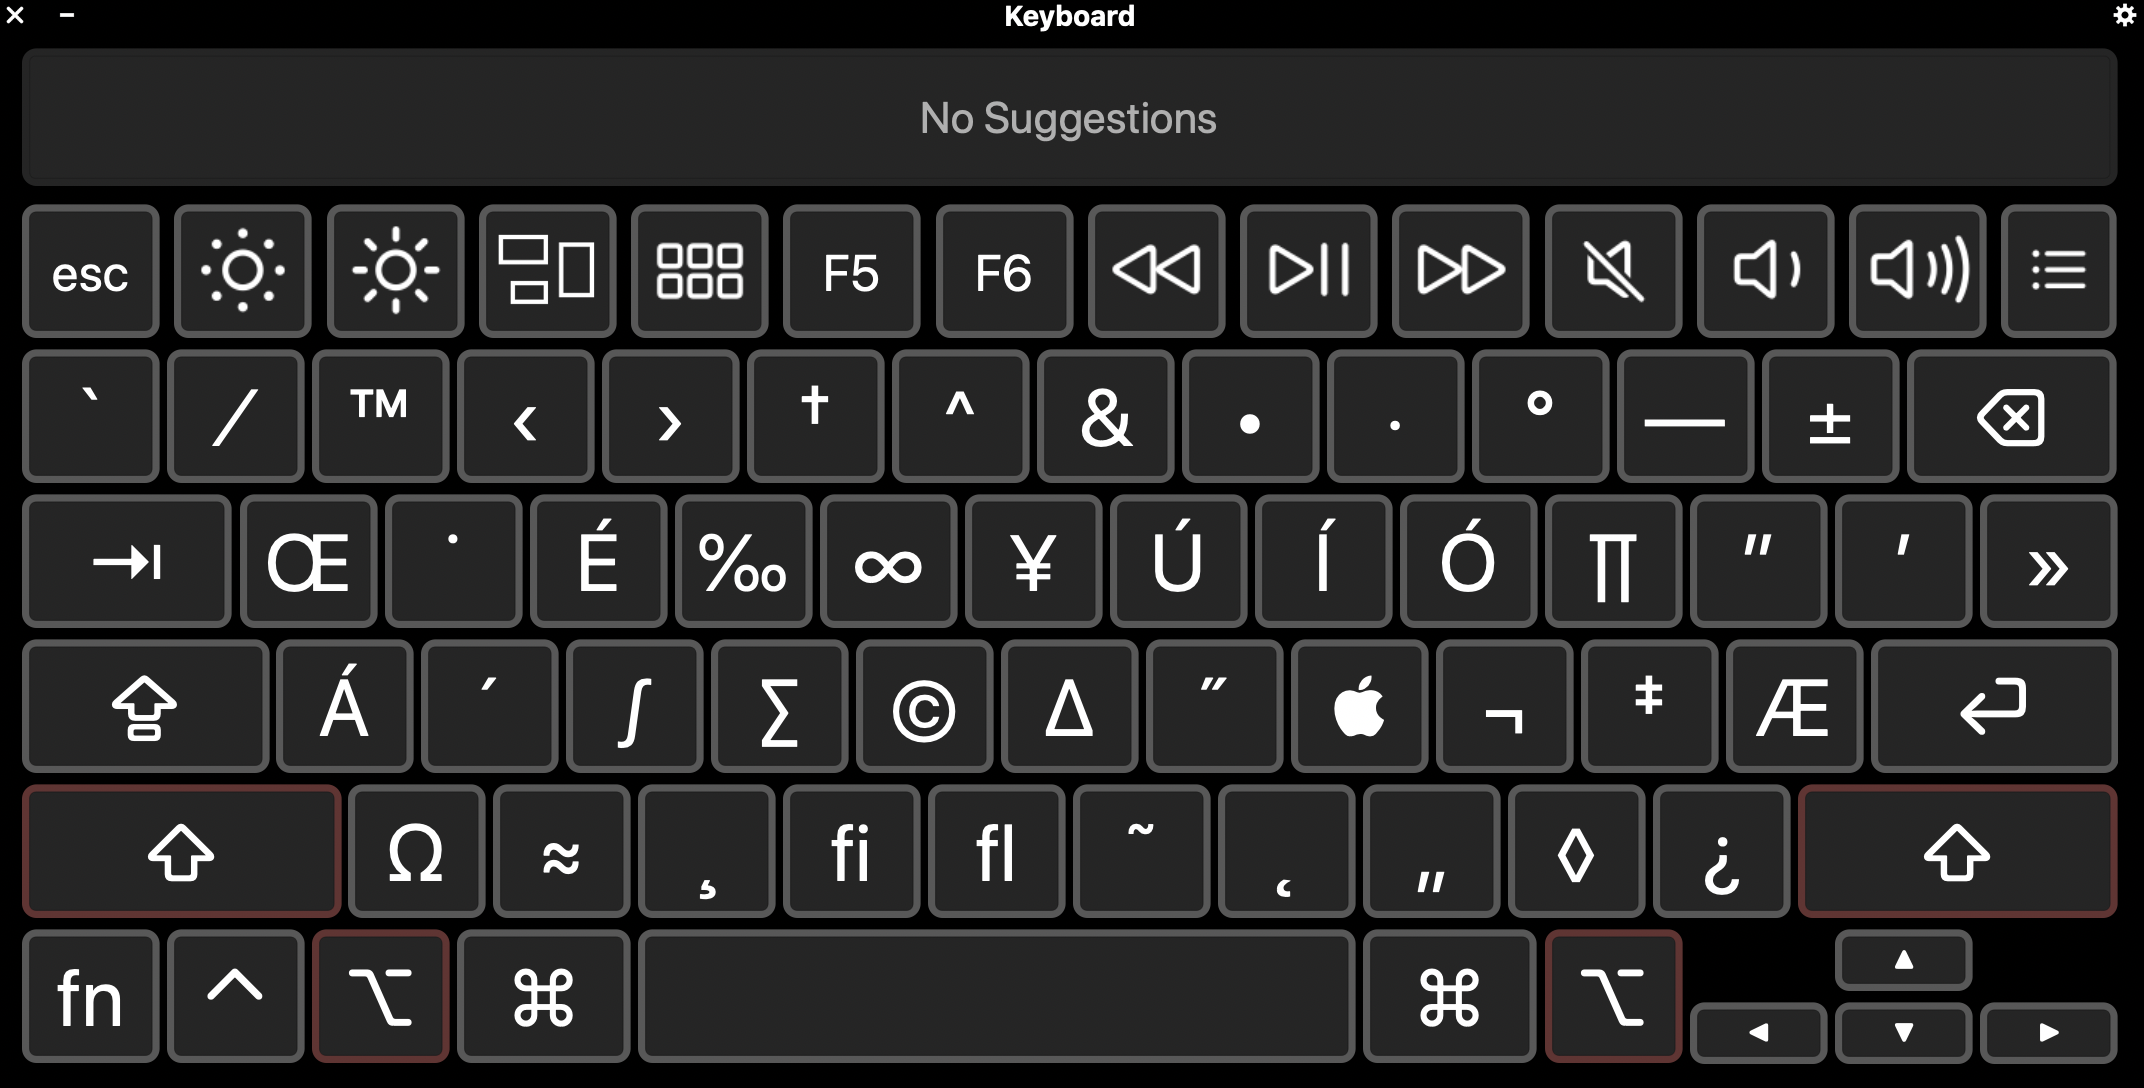 Keyboard
No Suggestions
esc F5 F6
` ⁄ ™ ‹ › † ^ & • · ° — ±
Œ ˙ É ‰ ∞ ¥ Ú Í Ó ∏ " ' »
Á ´ ∫ ∑ © ∆ ˝  ¬ ‡ Æ
Ω ≈ ¸ fi fl ˜ ˛ „ ◊ ¿
fn ^ ⌥ ⌘ ⌘ ⌥